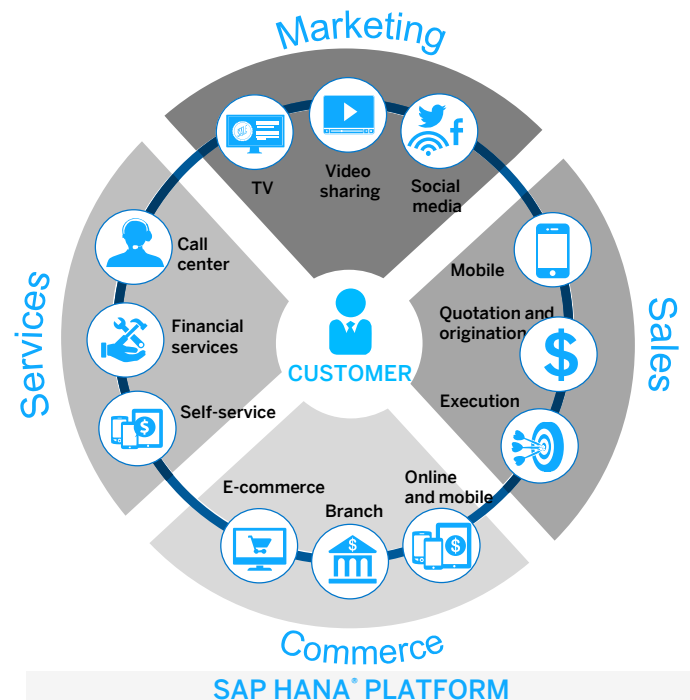 Marketing
TV
Video
sharing
Social
media
Services
Call
center
Financial
services
Self-service
CUSTOMER
Sales
Mobile
Quotation and
origination
Execution
E-commerce
Branch
Online
and mobile
Commerce
SAP HANA® PLATFORM